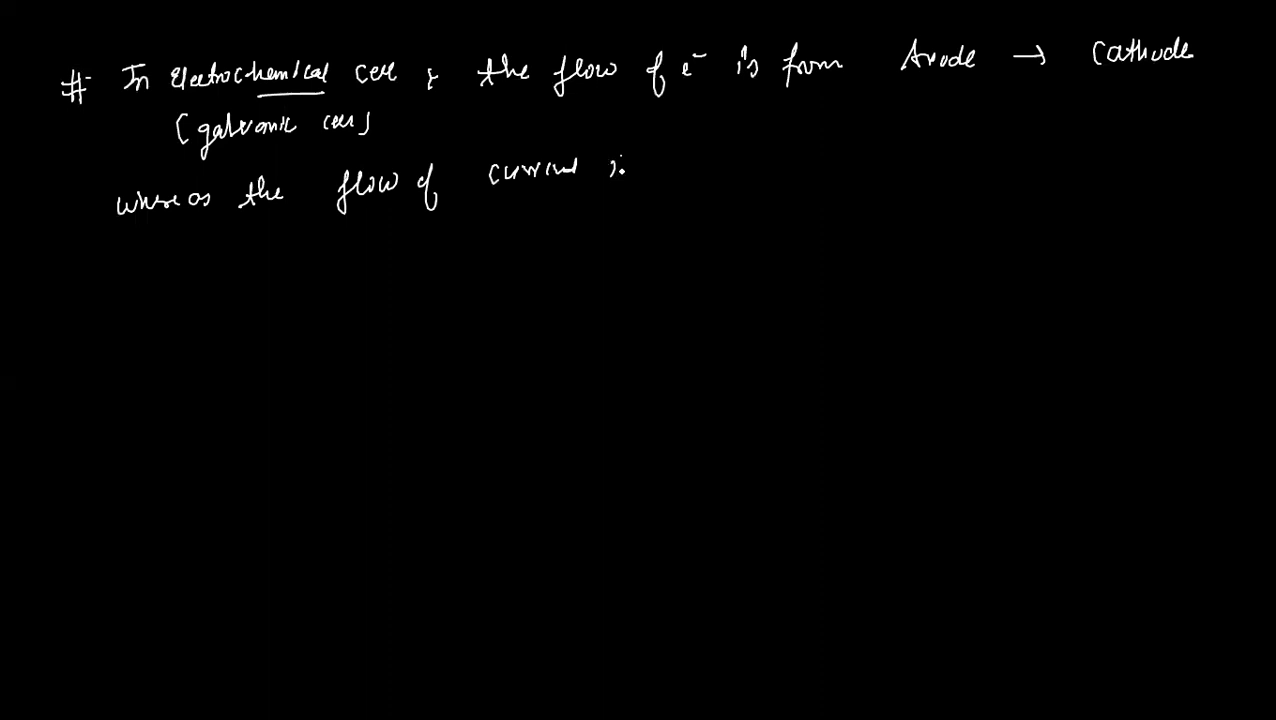 # In Electrochemical cell : the flow of e⁻ is from Anode → Cathode
(galvanic cell)
whereas the flow of current is